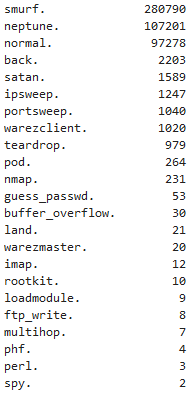 smurf. 280790
neptune. 107201
normal. 97278
back. 2203
satan. 1589
ipsweep. 1247
portsweep. 1040
warezclient. 1020
teardrop. 979
pod. 264
nmap. 231
guess_passwd. 53
buffer_overflow. 30
land. 21
warezmaster. 20
imap. 12
rootkit. 10
loadmodule. 9
ftp_write. 8
multihop. 7
phf. 4
perl. 3
spy. 2